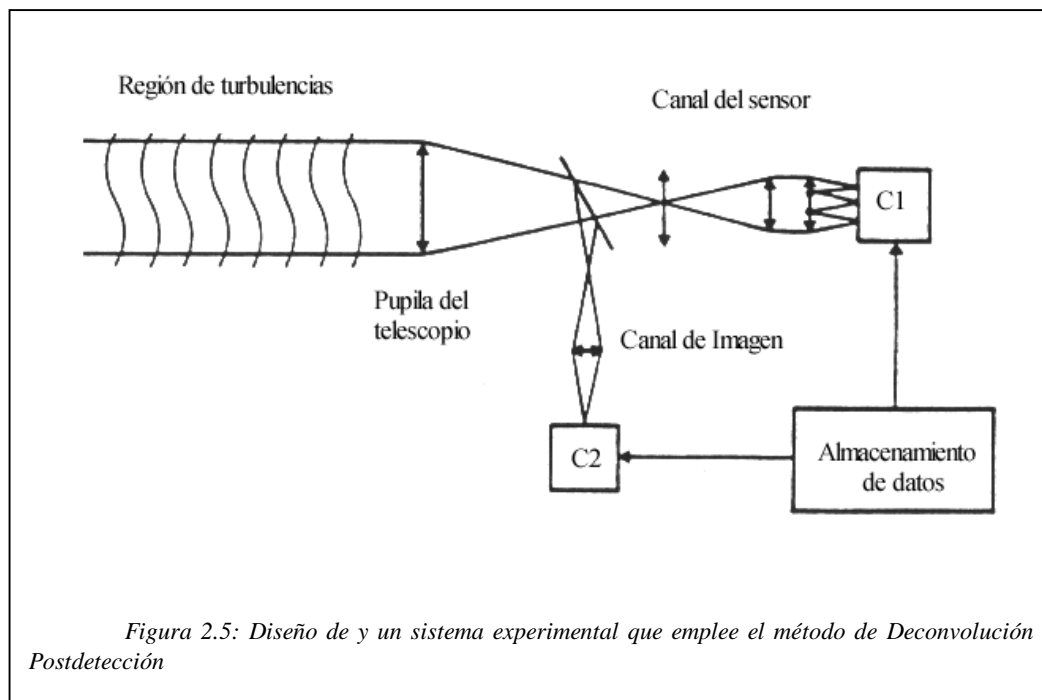 Región de turbulencias
Canal del sensor
C1
Pupila del
telescopio
Canal de Imagen
C2
Almacenamiento
de datos
Figura 2.5: Diseño de y un sistema experimental que emplee el método de Deconvolución
Postdetección